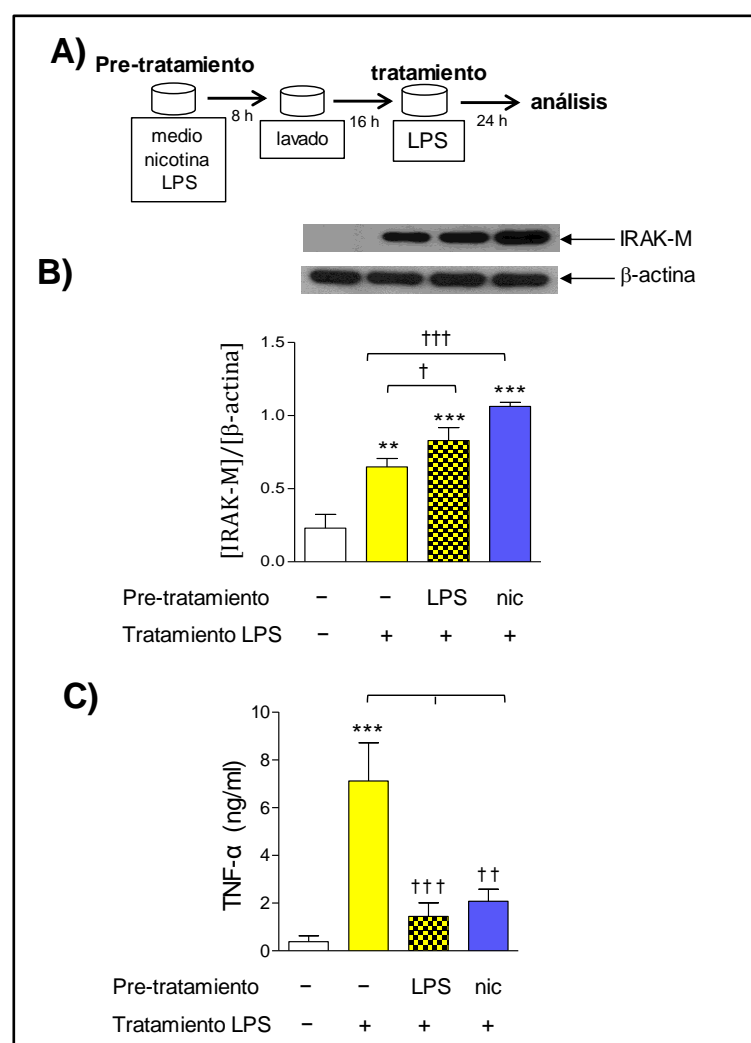 A)
Pre-tratamiento
tratamiento
análisis
8 h
16 h
24 h
medio
nicotina
LPS
lavado
LPS
IRAK-M
β-actina
B)
[IRAK-M]/[β-actina]
1.5
1.0
0.5
0.0
†††
†
**
***
***
Pre-tratamiento − − LPS nic
Tratamiento LPS − + + +
C)
TNF-α (ng/ml)
10
8
6
4
2
0
***
†††
††
Pre-tratamiento − − LPS nic
Tratamiento LPS − + + +